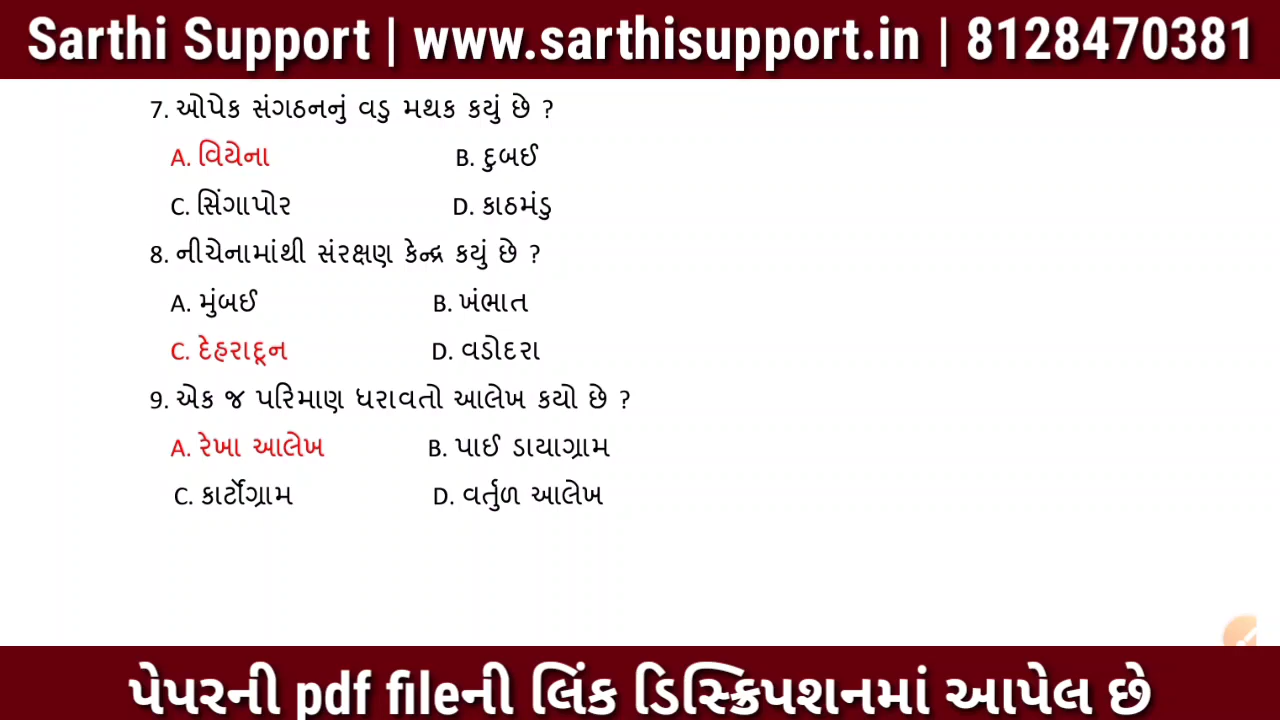 Sarthi Support | www.sarthisupport.in | 8128470381
7. ઓપેક સંગઠનનું વડુ મથક કયું છે ?
A. વિયેના B. દુબઈ
C. સિંગાપોર D. કાઠમંડુ
8. નીચેનામાંથી સંરક્ષણ કેન્દ્ર કયું છે ?
A. મુંબઈ B. ખંભાત
C. દેહરાદૂન D. વડોદરા
9. એક જ પરિમાણ ધરાવતો આલેખ કયો છે ?
A. રેખા આલેખ B. પાઈ ડાયાગ્રામ
C. કાર્ટોગ્રામ D. વર્તુળ આલેખ
પેપરની pdf fileની લિંક ડિસ્ક્રિપશનમાં આપેલ છે